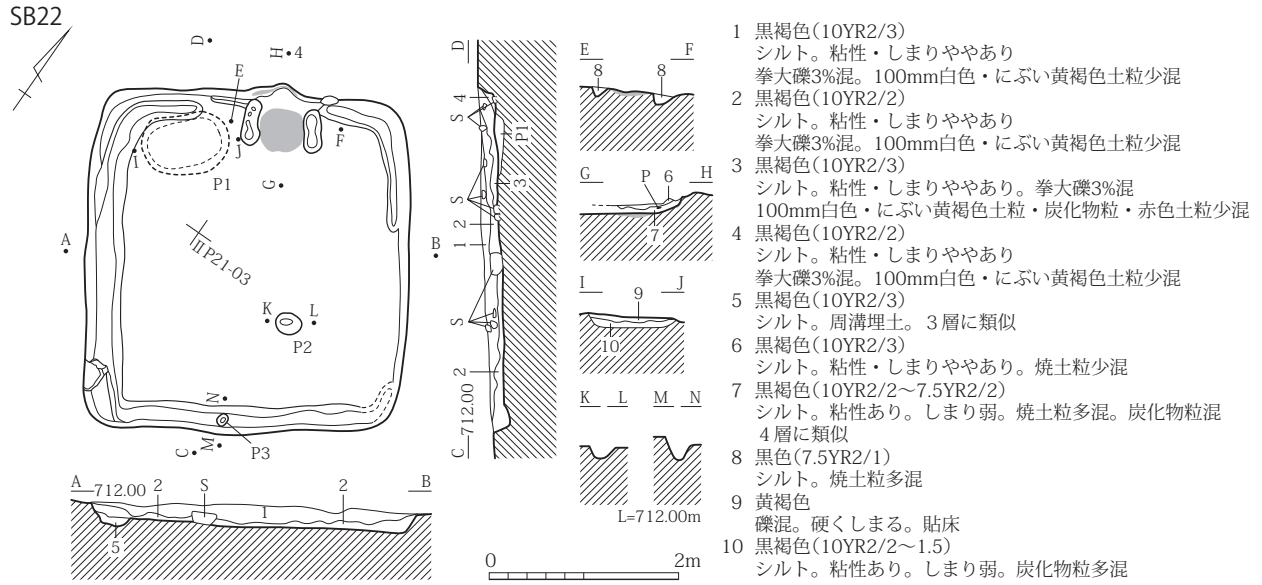 SB22
D
H
4
E
F
I
J
P1
G
A
B
ⅡP21-03
K
L
P2
N
P3
C
M
A
712.00
2
S
2
B
1
5
D
4
S
P1
3
S
2
1
S
2
712.00
C
E
F
8
8
G
P
6
H
7
I
9
J
10
K
L
M
N
L=712.00m
0
2m
1 黒褐色(10YR2/3)
シルト。粘性・しまりややあり
拳大礫3%混。100mm白色・にぶい黄褐色土粒少混
2 黒褐色(10YR2/2)
シルト。粘性・しまりややあり
拳大礫3%混。100mm白色・にぶい黄褐色土粒少混
3 黒褐色(10YR2/3)
シルト。粘性・しまりややあり。拳大礫3%混
100mm白色・にぶい黄褐色土粒・炭化物粒・赤色土粒少混
4 黒褐色(10YR2/2)
シルト。粘性・しまりややあり
拳大礫3%混。100mm白色・にぶい黄褐色土粒少混
5 黒褐色(10YR2/3)
シルト。周溝埋土。3層に類似
6 黒褐色(10YR2/3)
シルト。粘性・しまりややあり。焼土粒少混
7 黒褐色(10YR2/2～7.5YR2/2)
シルト。粘性あり。しまり弱。焼土粒多混。炭化物粒混
4層に類似
8 黒色(7.5YR2/1)
シルト。焼土粒多混
9 黄褐色
礫混。硬くしまる。貼床
10 黒褐色(10YR2/2～1.5)
シルト。粘性あり。しまり弱。炭化物粒多混